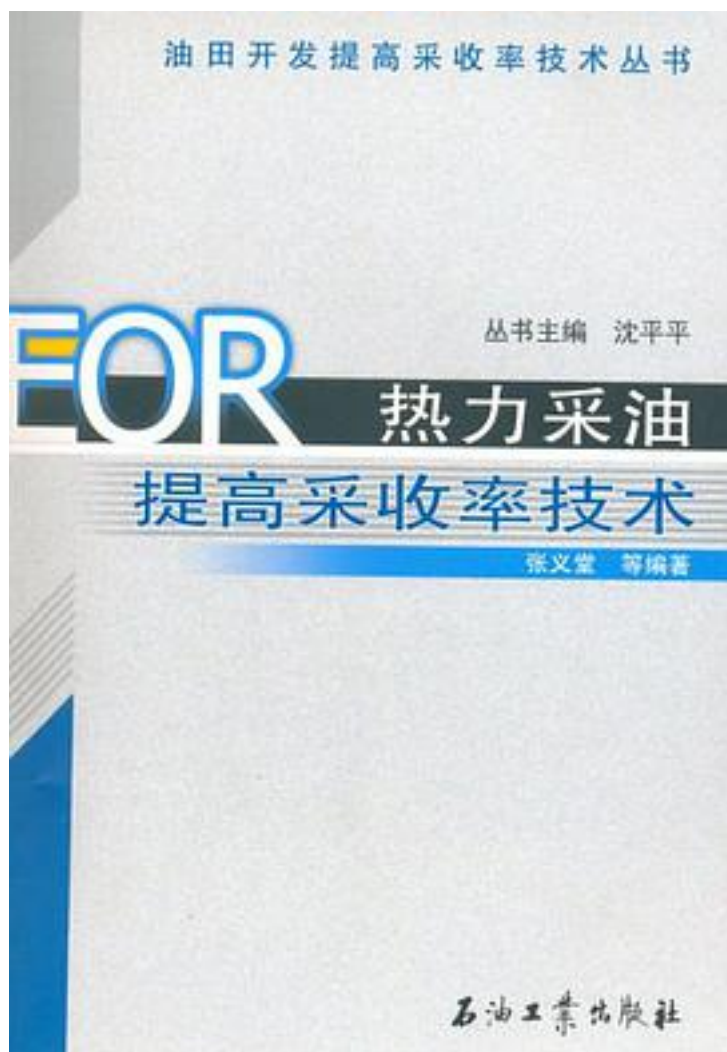 油田开发提高采收率技术丛书
丛书主编 沈平平
EOR 热力采油
提高采收率技术
张义堂 等编著
石油工业出版社